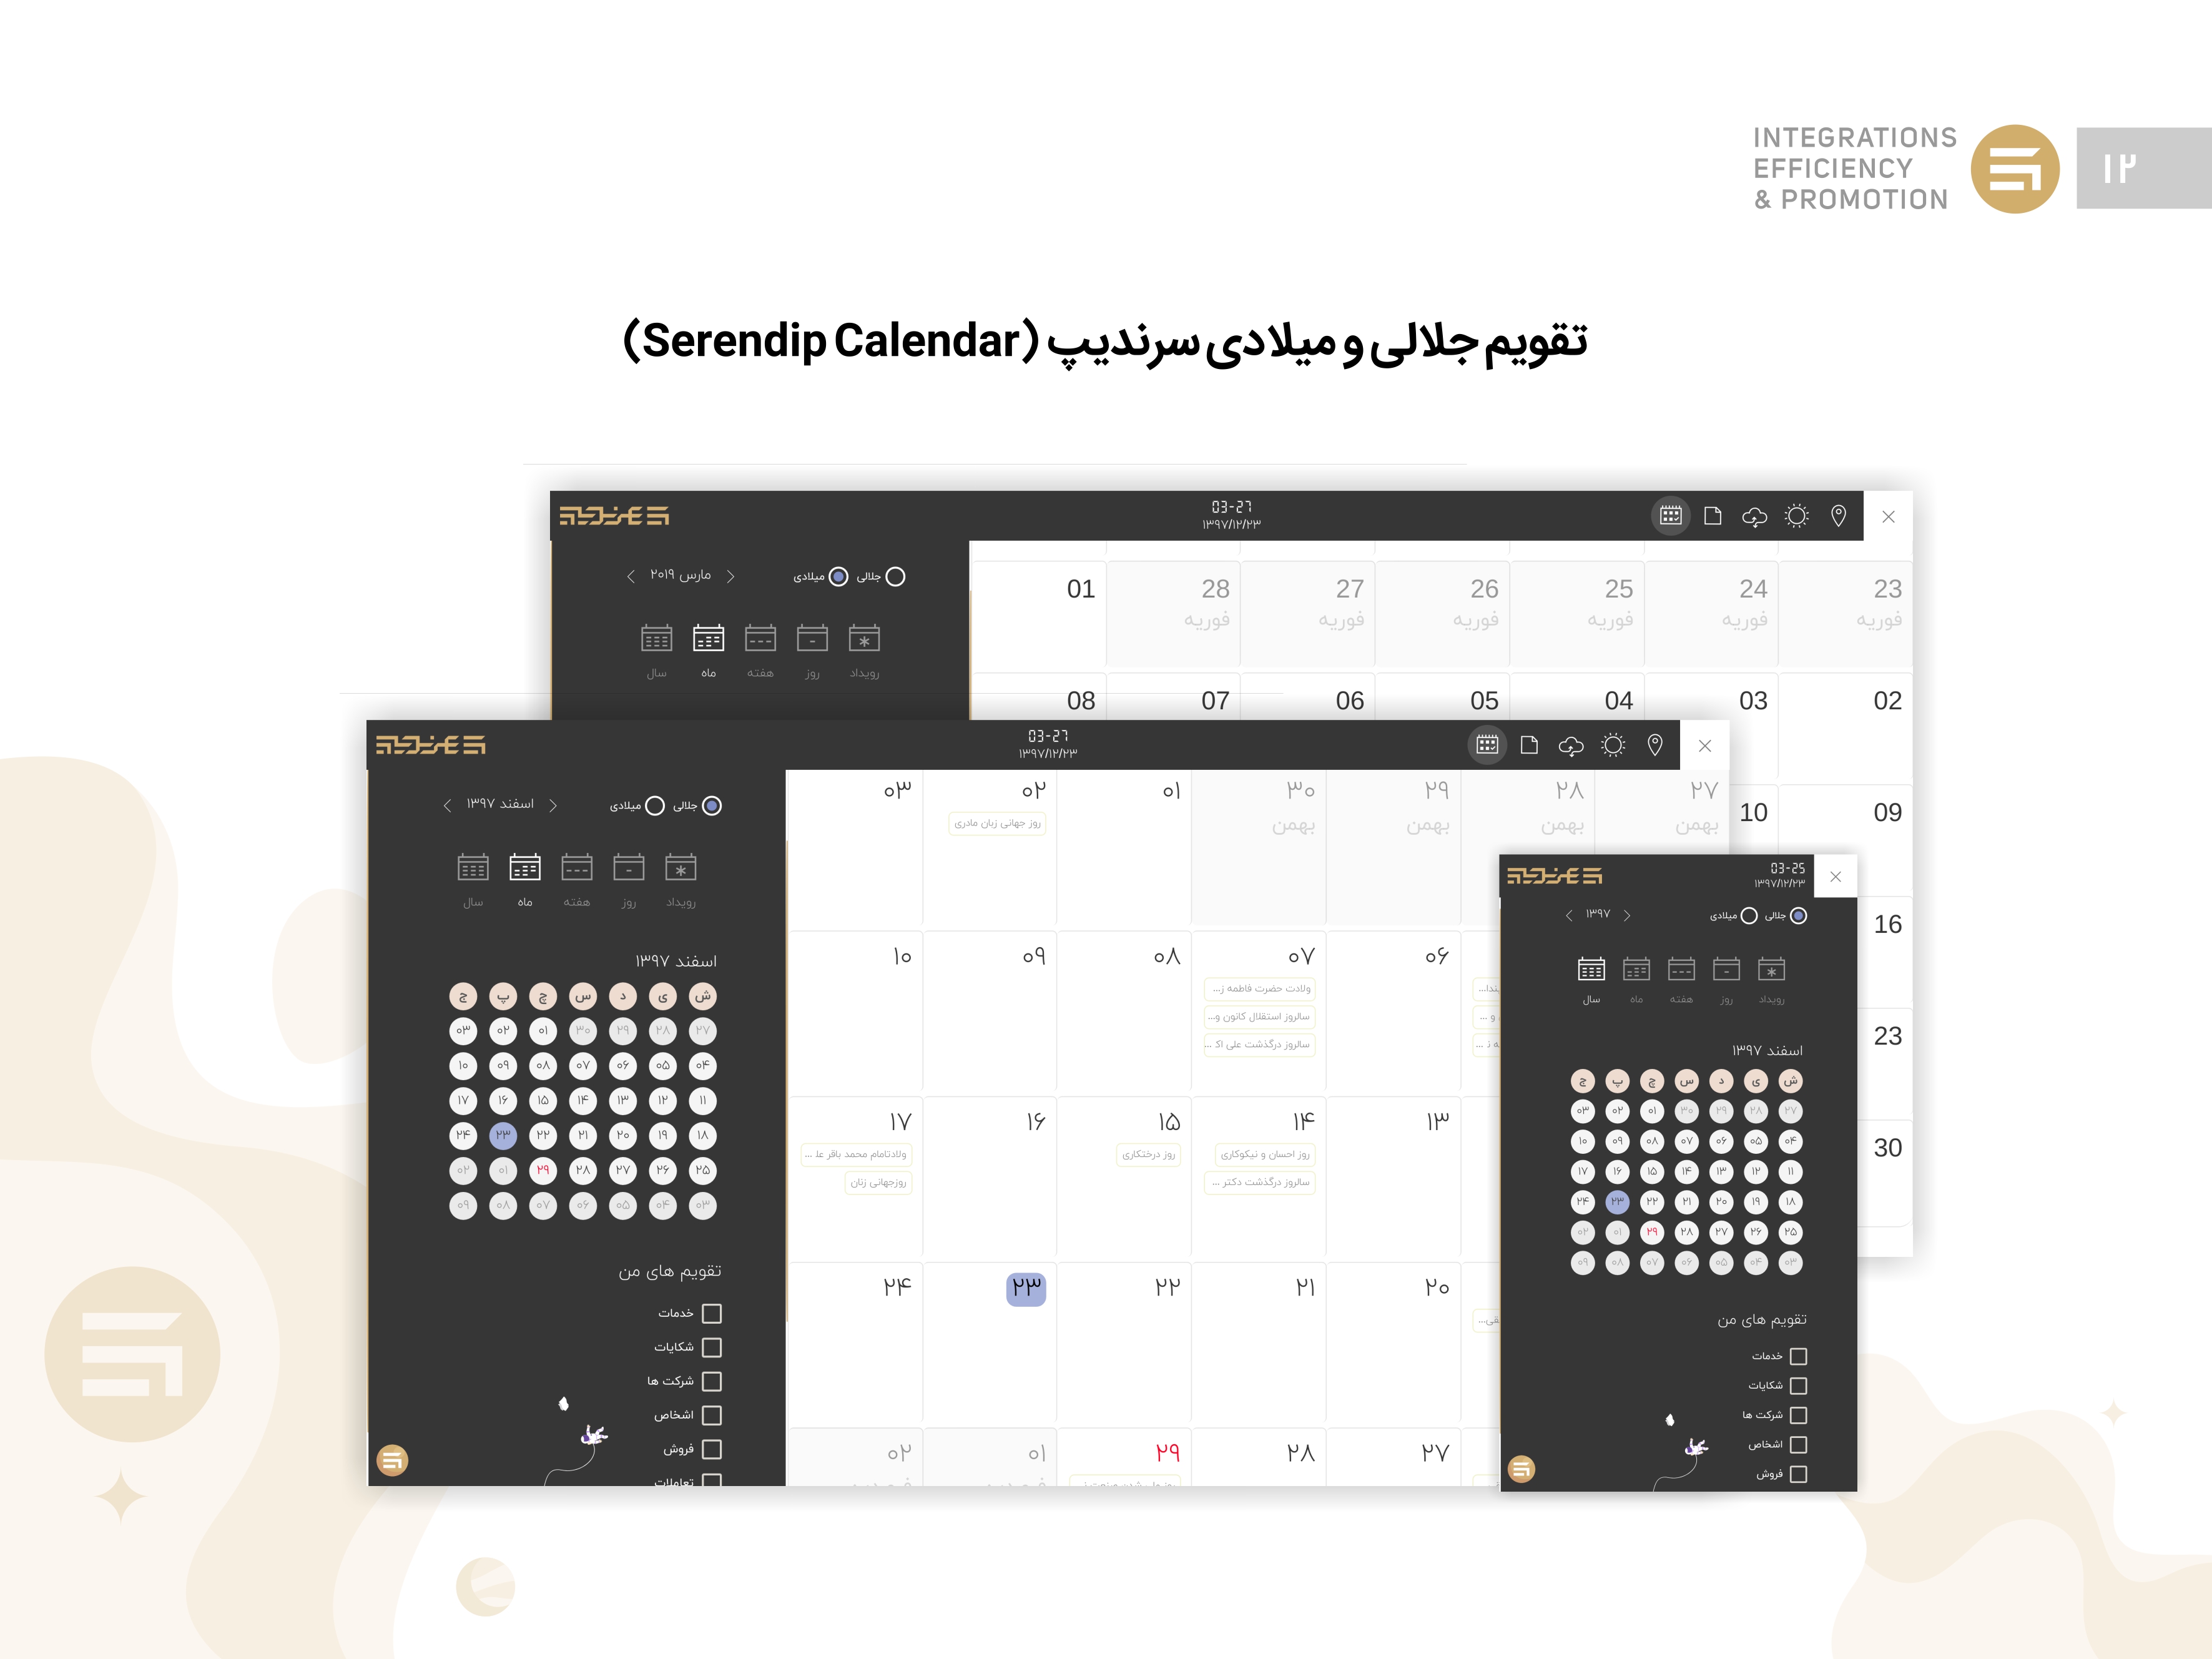 INTEGRATIONS
EFFICIENCY
& PROMOTION
۱۲
تقویم جلالی و میلادی سرندیپ (Serendip Calendar)
03-27
۱۳۹۷/۱۲/۲۳
جلالی میلادی
مارس ۲۰۱۹
رویداد روز هفته ماه سال
23 24 25 26 27 28 01
فوریه فوریه فوریه فوریه فوریه فوریه
02 03 04 05 06 07 08
09 10
16
23
30
03-27
۱۳۹۷/۱۲/۲۳
جلالی میلادی
اسفند ۱۳۹۷
رویداد روز هفته ماه سال
اسفند ۱۳۹۷
ش ی د س چ پ ج
۲۷ ۲۸ ۲۹ ۳۰ ۰۱ ۰۲ ۰۳
۰۴ ۰۵ ۰۶ ۰۷ ۰۸ ۰۹ ۱۰
۱۱ ۱۲ ۱۳ ۱۴ ۱۵ ۱۶ ۱۷
۱۸ ۱۹ ۲۰ ۲۱ ۲۲ ۲۳ ۲۴
۲۵ ۲۶ ۲۷ ۲۸ ۲۹ ۰۱ ۰۲
۰۳ ۰۴ ۰۵ ۰۶ ۰۷ ۰۸ ۰۹
تقویم های من
خدمات
شکایات
شرکت ها
اشخاص
فروش
تعاملات
۲۷ ۲۸ ۲۹ ۳۰ ۰۱ ۰۲ ۰۳
بهمن بهمن بهمن بهمن
روز جهانی زبان مادری
۰۶ ۰۷ ۰۸ ۰۹ ۱۰
ولادت حضرت فاطمه ز...
سالروز استقلال کانون و...
سالروز درگذشت علی اک ...
۱۳ ۱۴ ۱۵ ۱۶ ۱۷
روز احسان و نیکوکاری
سالروز درگذشت دکتر ...
روز درختکاری
ولادتامام محمد باقر علـ ...
روزجهانی زنان
۲۰ ۲۱ ۲۲ ۲۳ ۲۴
۲۷ ۲۸ ۲۹ ۰۱ ۰۲
03-25
۱۳۹۷/۱۲/۲۳
جلالی میلادی
۱۳۹۷
رویداد روز هفته ماه سال
اسفند ۱۳۹۷
ش ی د س چ پ ج
۲۷ ۲۸ ۲۹ ۳۰ ۰۱ ۰۲ ۰۳
۰۴ ۰۵ ۰۶ ۰۷ ۰۸ ۰۹ ۱۰
۱۱ ۱۲ ۱۳ ۱۴ ۱۵ ۱۶ ۱۷
۱۸ ۱۹ ۲۰ ۲۱ ۲۲ ۲۳ ۲۴
۲۵ ۲۶ ۲۷ ۲۸ ۲۹ ۰۱ ۰۲
۰۳ ۰۴ ۰۵ ۰۶ ۰۷ ۰۸ ۰۹
تقویم های من
خدمات
شکایات
شرکت ها
اشخاص
فروش